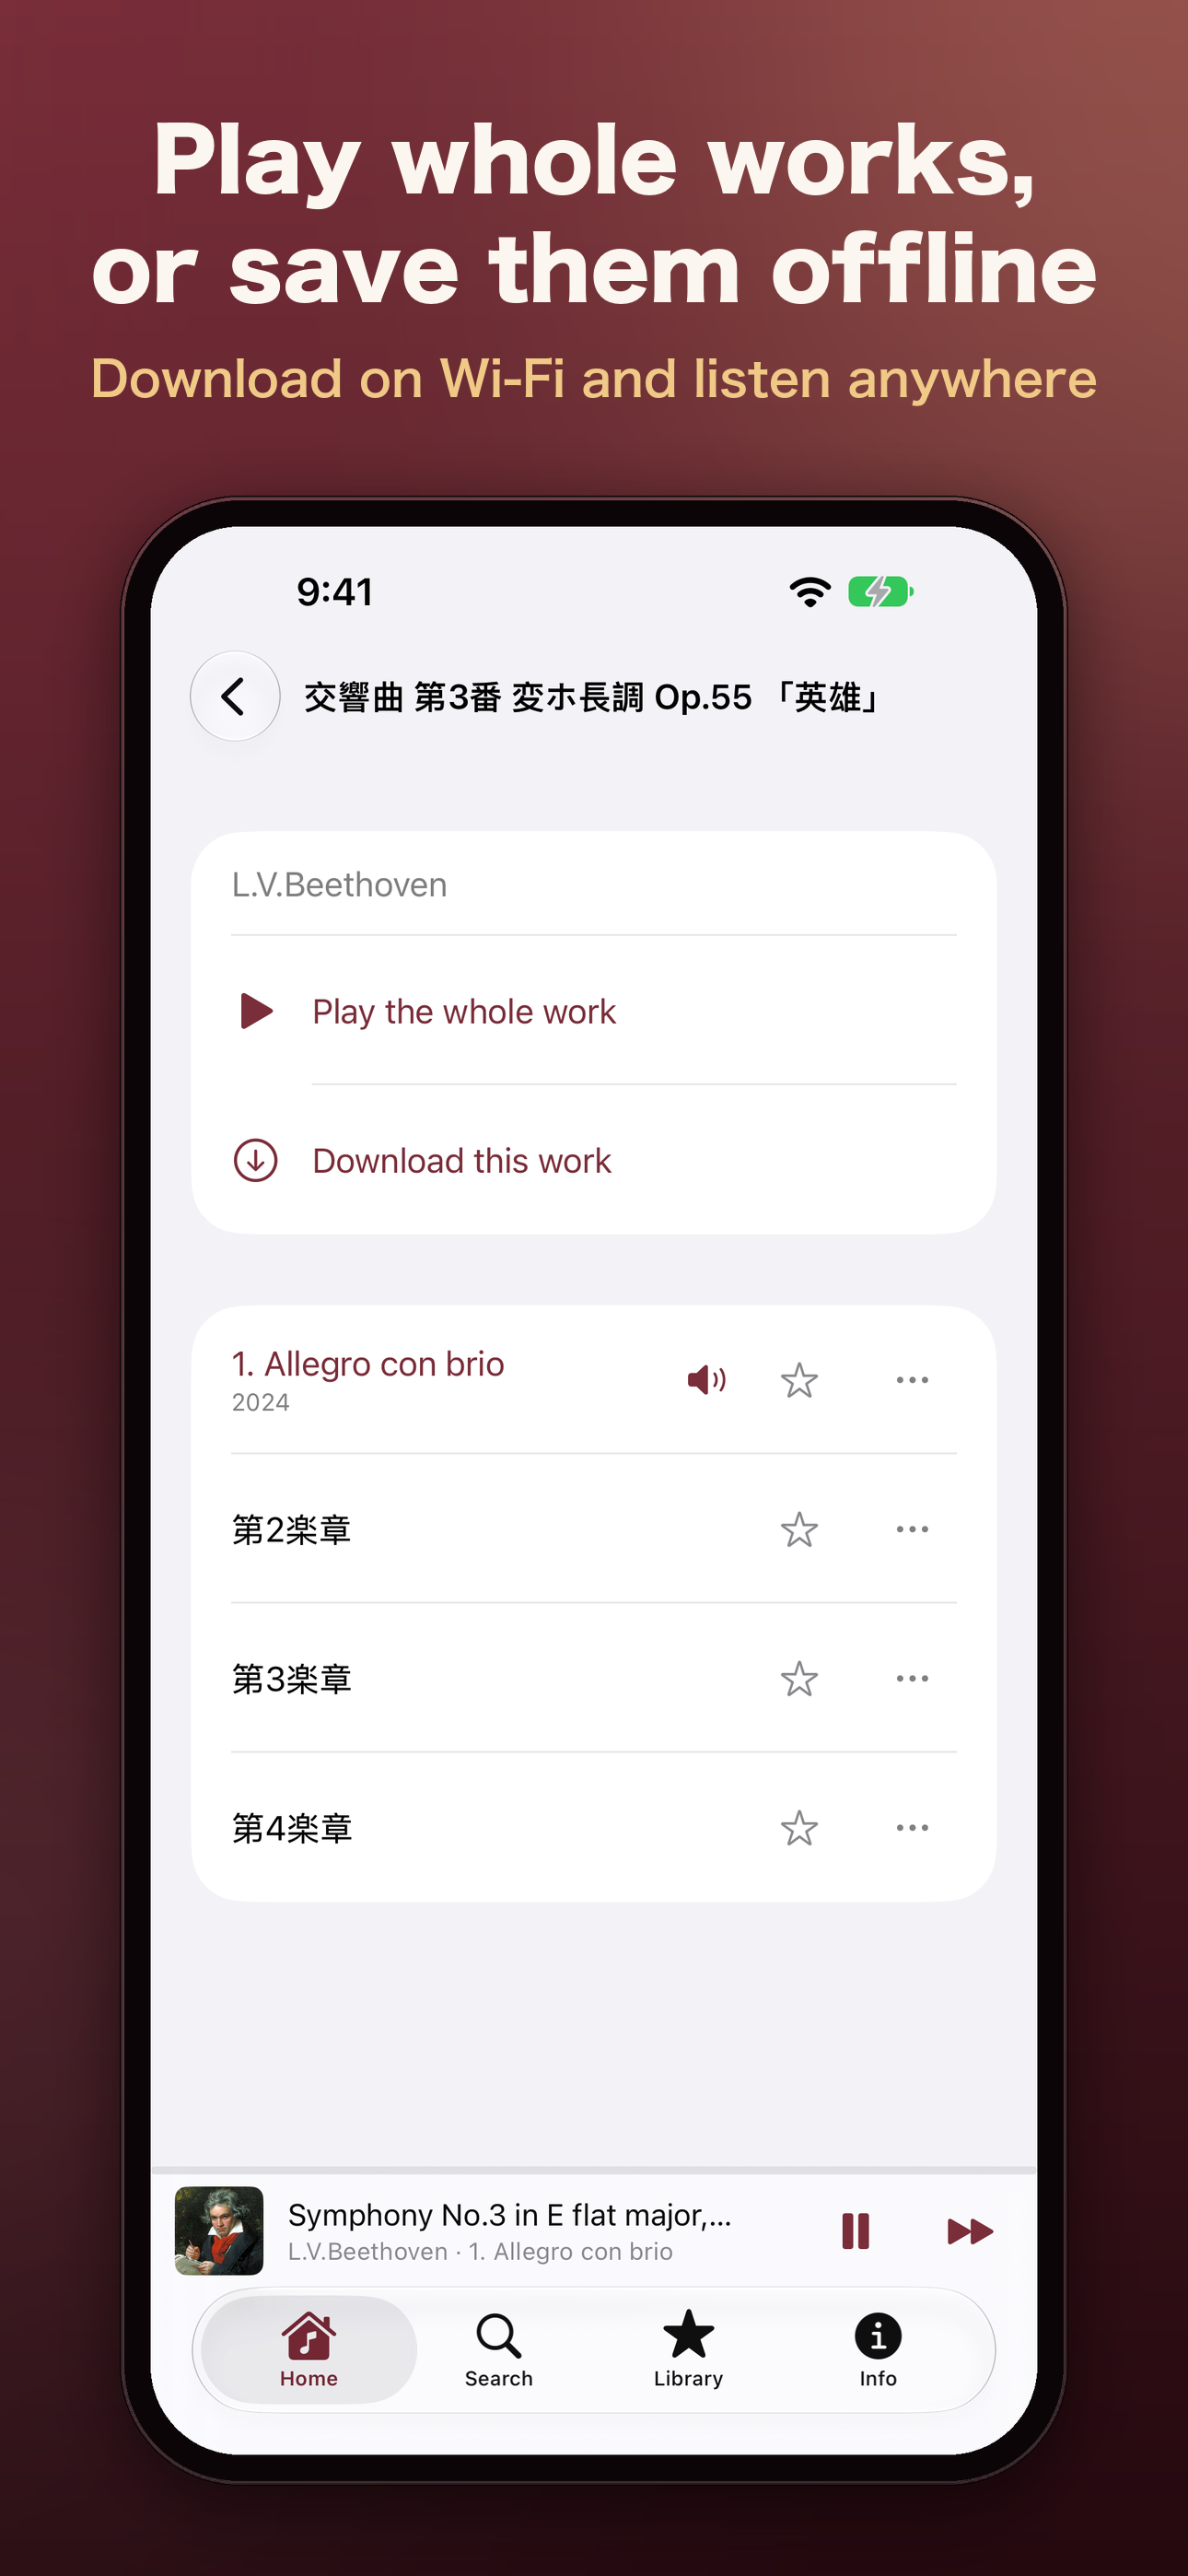 Play whole works,
or save them offline
Download on Wi-Fi and listen anywhere
9:41
交響曲 第3番 変ホ長調 Op.55 「英雄」
L.V.Beethoven
Play the whole work
Download this work
1. Allegro con brio
2024
第2楽章
第3楽章
第4楽章
Symphony No.3 in E flat major,...
L.V.Beethoven · 1. Allegro con brio
Home
Search
Library
Info